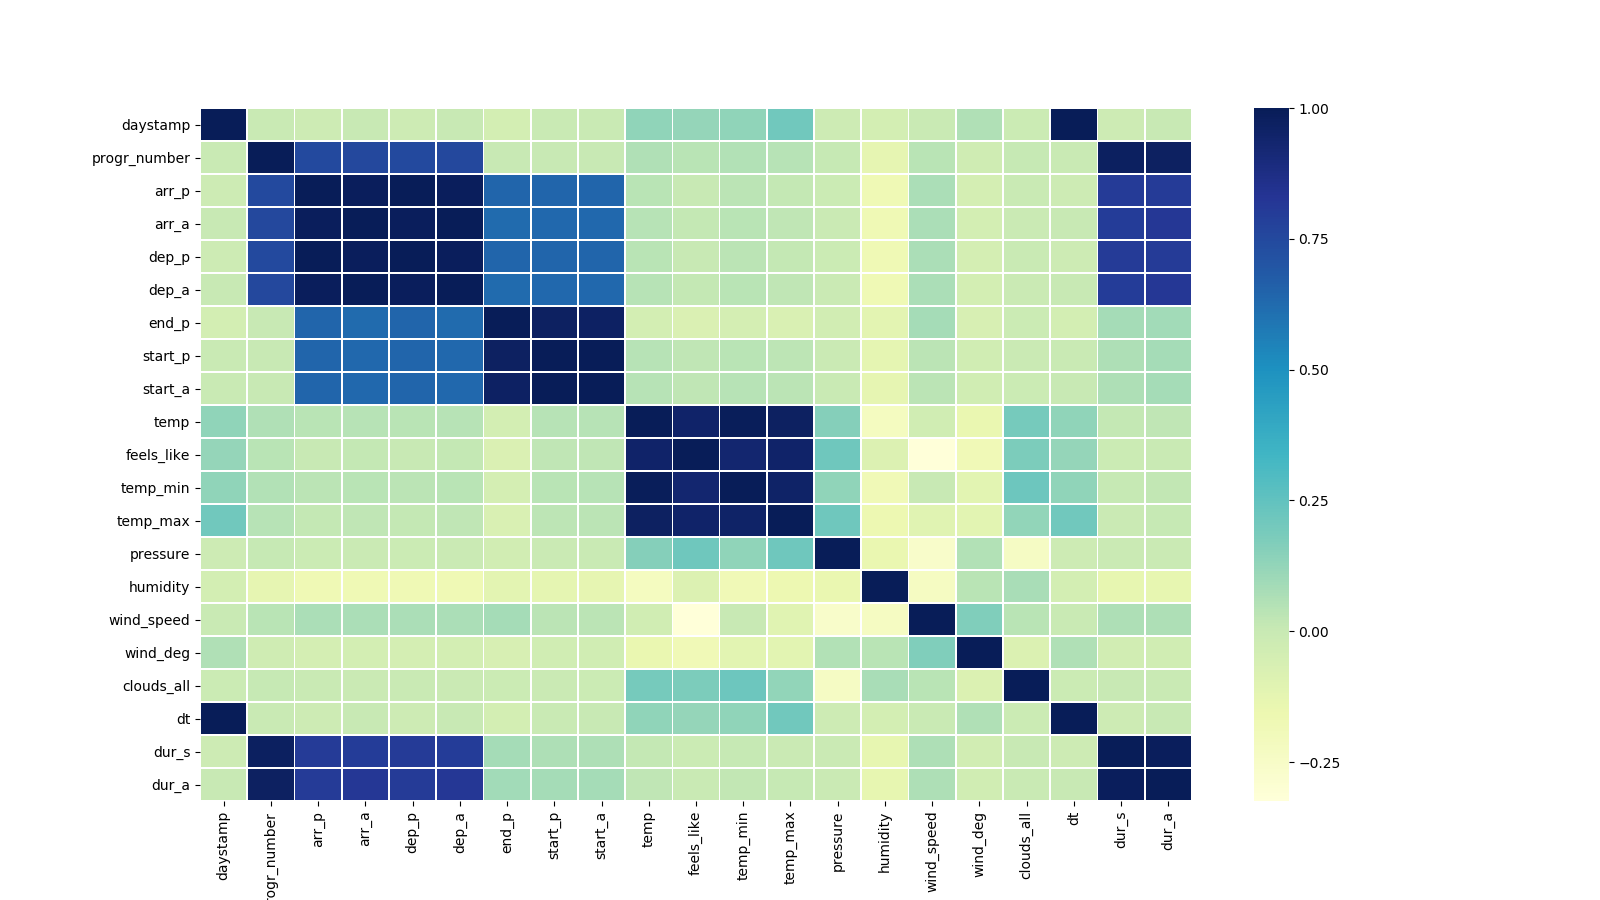 daystamp
progr_number
arr_p
arr_a
dep_p
dep_a
end_p
start_p
start_a
temp
feels_like
temp_min
temp_max
pressure
humidity
wind_speed
wind_deg
clouds_all
dt
dur_s
dur_a
daystamp
rogr_number
arr_p
arr_a
dep_p
dep_a
end_p
start_p
start_a
temp
feels_like
temp_min
temp_max
pressure
humidity
wind_speed
wind_deg
clouds_all
dt
dur_s
dur_a
1.00
0.75
0.50
0.25
0.00
−0.25